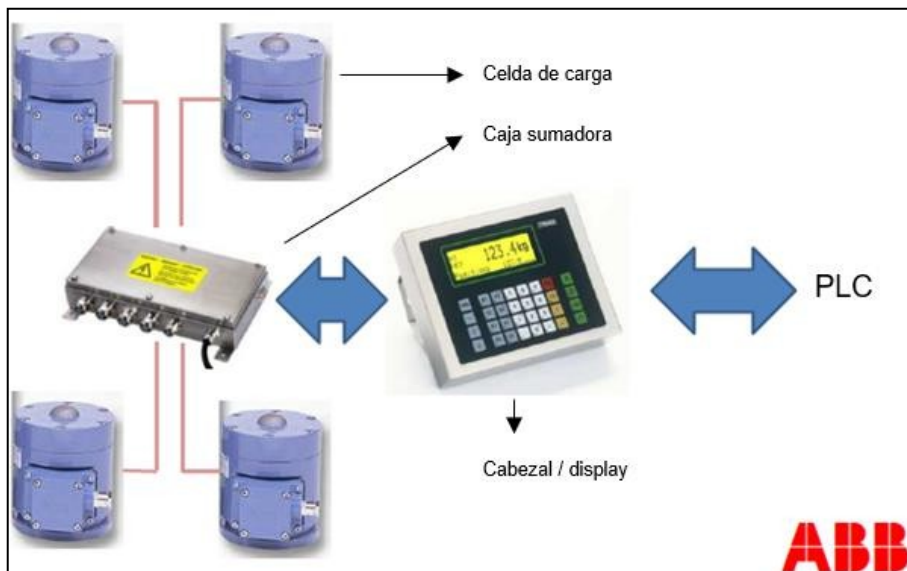 Celda de carga
Caja sumadora
123.4kg
PLC
Cabezal / display
ABB